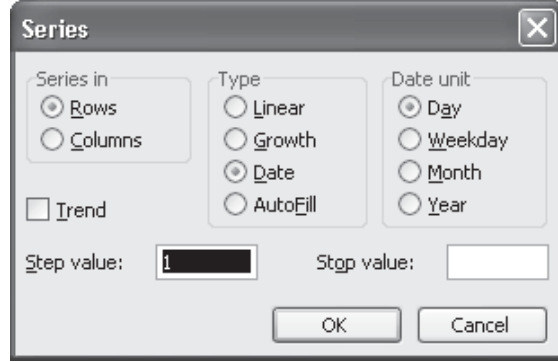 Series
Series in
Rows
Columns
Trend
Type
Linear
Growth
Date
AutoFill
Date unit
Day
Weekday
Month
Year
Step value: 1
Stop value:
OK
Cancel